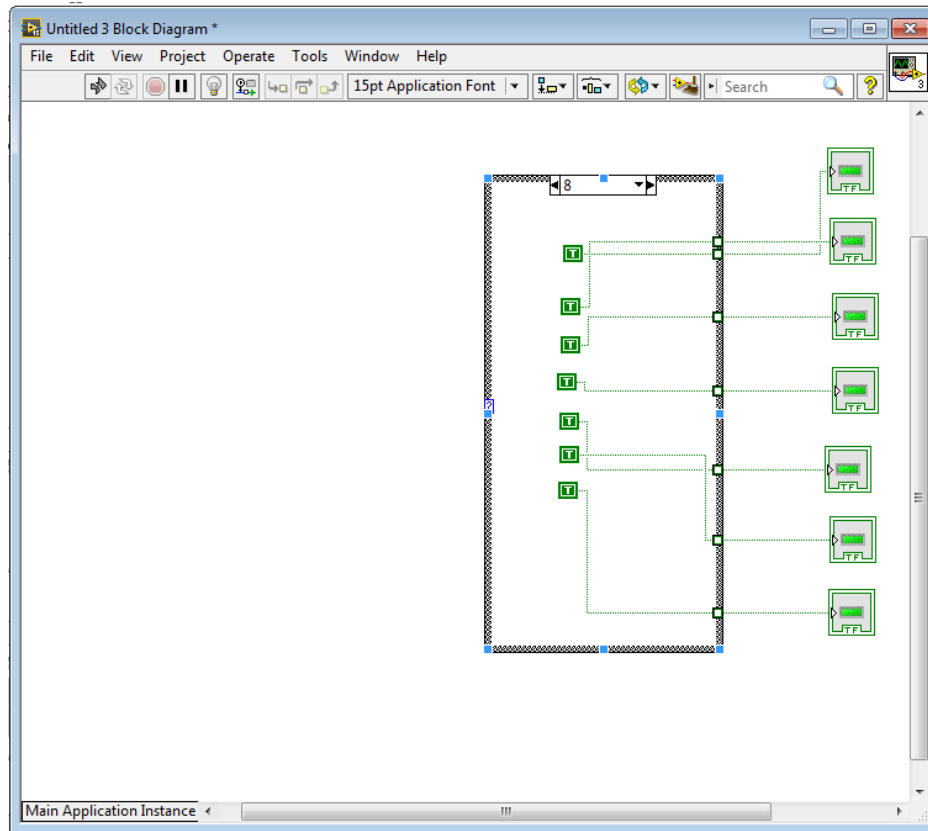 Untitled 3 Block Diagram *
File Edit View Project Operate Tools Window Help
15pt Application Font Search ?
3
8
TF
T
TF
T
TF
T
T
TF
?
T
T
TF
T
TF
TF
Main Application Instance